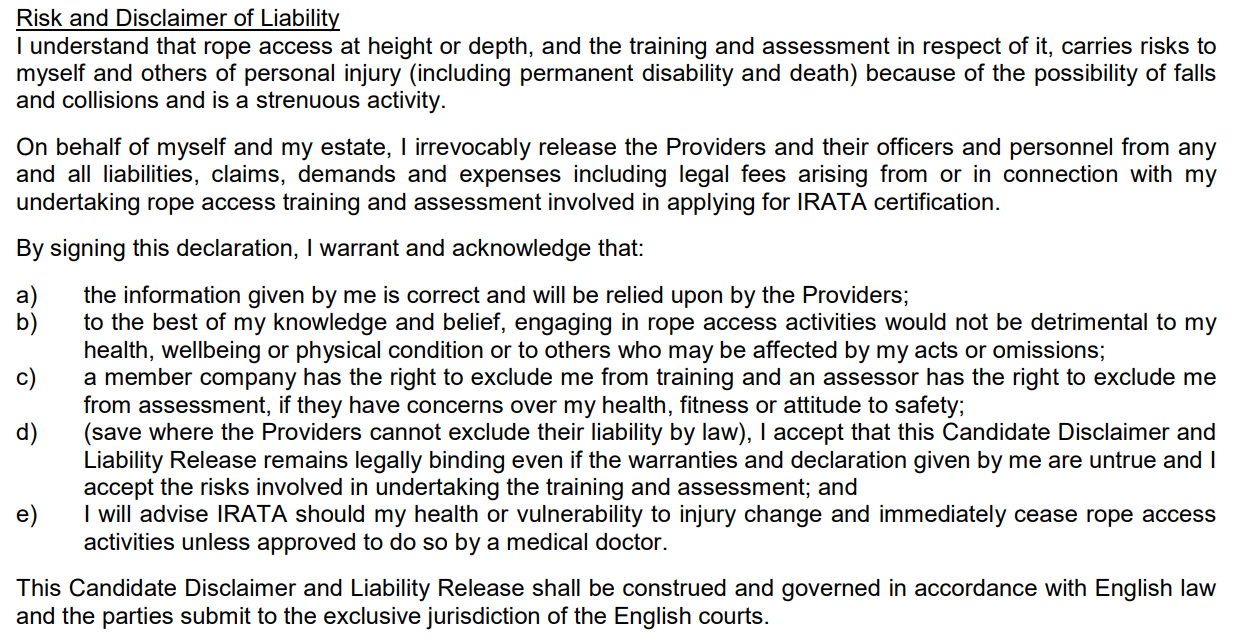 Risk and Disclaimer of Liability
I understand that rope access at height or depth, and the training and assessment in respect of it, carries risks to
myself and others of personal injury (including permanent disability and death) because of the possibility of falls
and collisions and is a strenuous activity.
On behalf of myself and my estate, I irrevocably release the Providers and their officers and personnel from any
and all liabilities, claims, demands and expenses including legal fees arising from or in connection with my
undertaking rope access training and assessment involved in applying for IRATA certification.
By signing this declaration, I warrant and acknowledge that:
a) the information given by me is correct and will be relied upon by the Providers;
b) to the best of my knowledge and belief, engaging in rope access activities would not be detrimental to my
health, wellbeing or physical condition or to others who may be affected by my acts or omissions;
c) a member company has the right to exclude me from training and an assessor has the right to exclude me
from assessment, if they have concerns over my health, fitness or attitude to safety;
d) (save where the Providers cannot exclude their liability by law), I accept that this Candidate Disclaimer and
Liability Release remains legally binding even if the warranties and declaration given by me are untrue and I
accept the risks involved in undertaking the training and assessment; and
e) I will advise IRATA should my health or vulnerability to injury change and immediately cease rope access
activities unless approved to do so by a medical doctor.
This Candidate Disclaimer and Liability Release shall be construed and governed in accordance with English law
and the parties submit to the exclusive jurisdiction of the English courts.